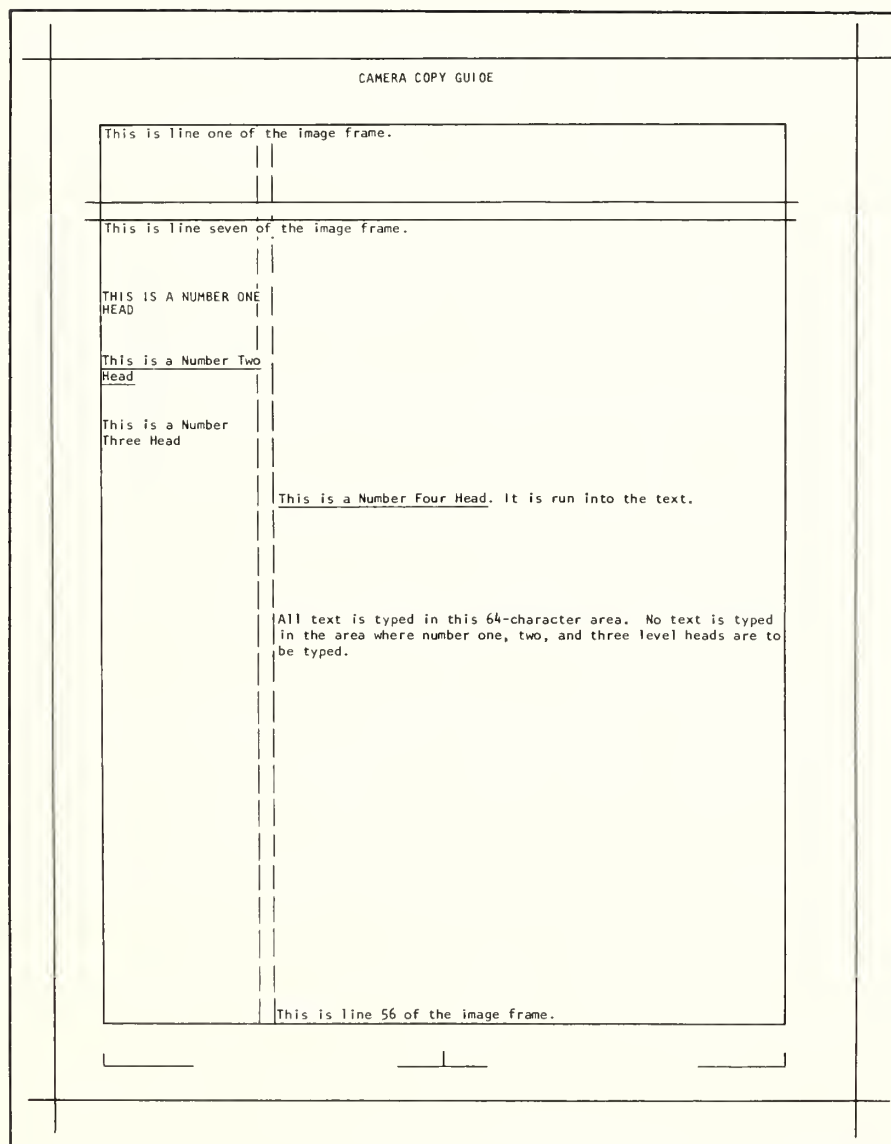 CAMERA COPY GUIDE
This is line one of the image frame.
This is line seven of the image frame.
THIS IS A NUMBER ONE
HEAD
This is a Number Two
Head
This is a Number
Three Head
This is a Number Four Head. It is run into the text.
All text is typed in this 64-character area. No text is typed
in the area where number one, two, and three level heads are to
be typed.
This is line 56 of the image frame.